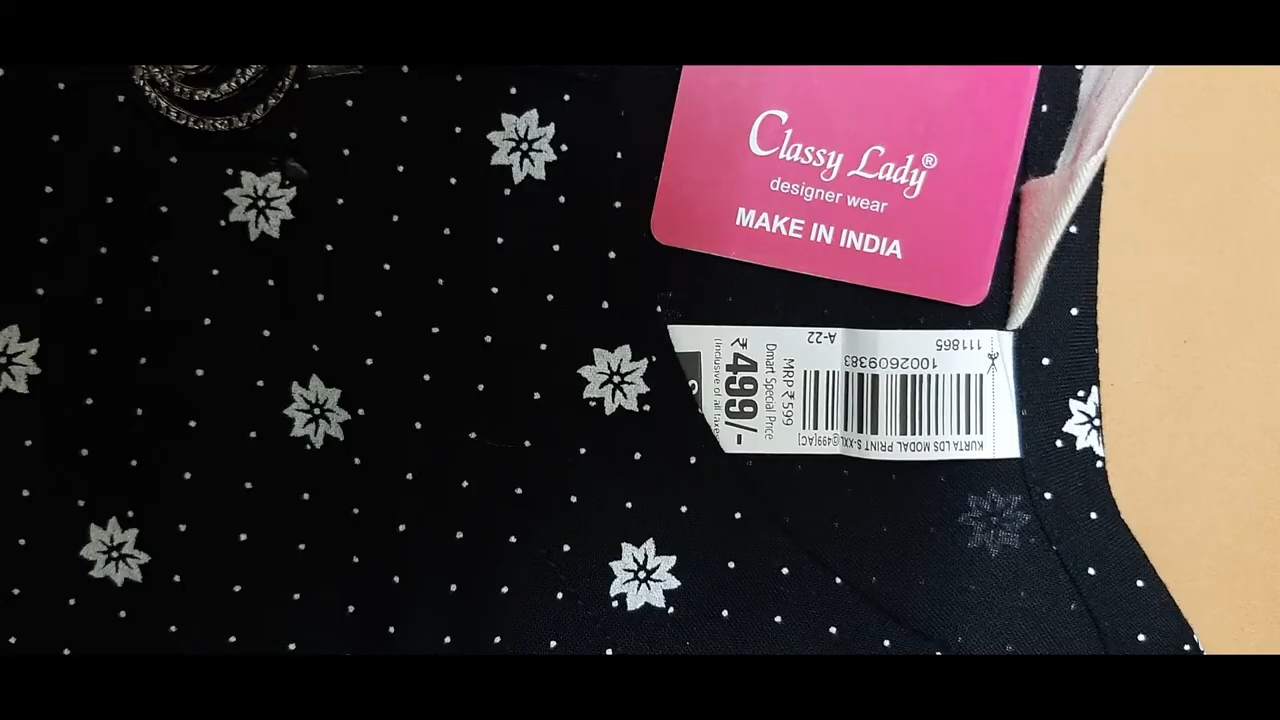 Classy Lady®
designer wear
MAKE IN INDIA
111865
1002609383
A-22
KURTA LDS MODAL PRINT S-XXL @499[AC]
MRP ₹ 599
Dmart Special Price
₹ 499/-
(Inclusive of all taxe